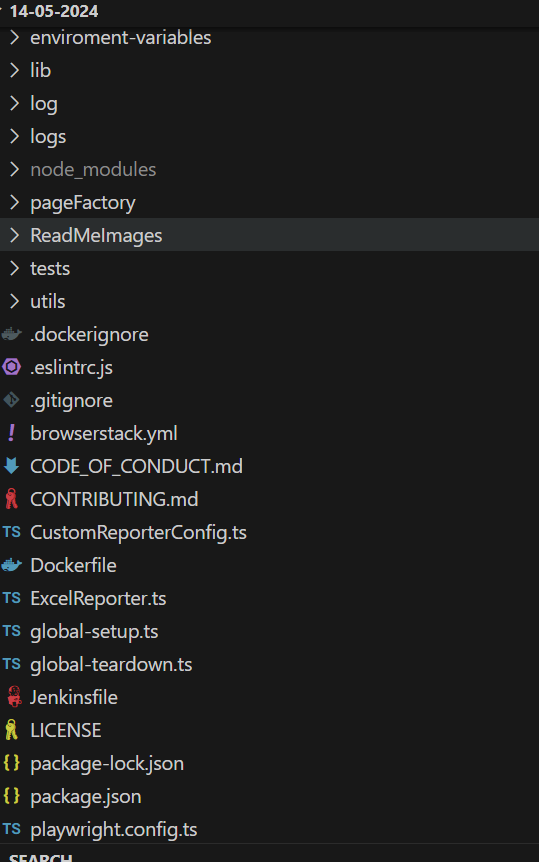 14-05-2024
enviroment-variables
lib
log
logs
node_modules
pageFactory
ReadMeImages
tests
utils
.dockerignore
.eslintrc.js
.gitignore
! browserstack.yml
CODE_OF_CONDUCT.md
CONTRIBUTING.md
TS CustomReporterConfig.ts
Dockerfile
TS ExcelReporter.ts
TS global-setup.ts
TS global-teardown.ts
Jenkinsfile
LICENSE
{} package-lock.json
{} package.json
TS playwright.config.ts
SEARCH